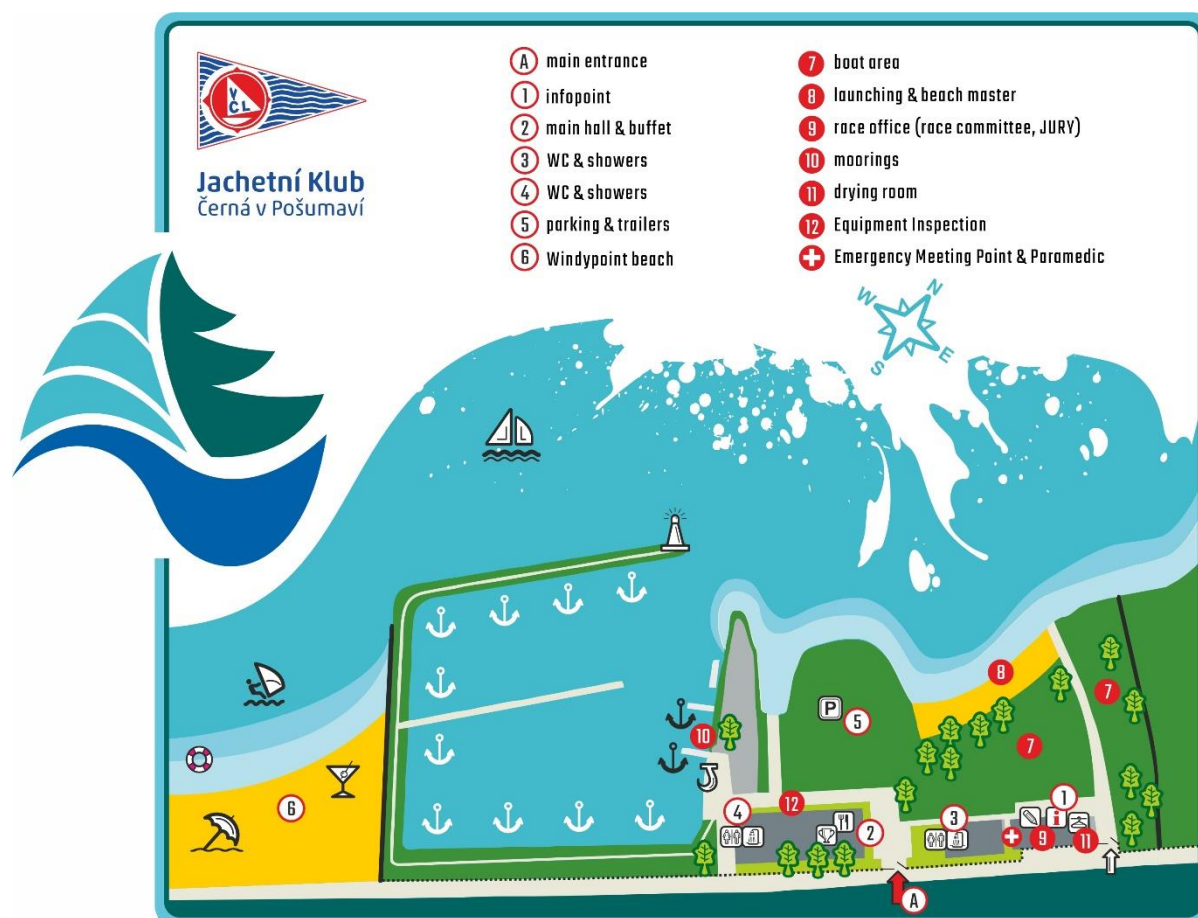 YCL
Jachetní Klub
Černá v Pošumaví
A main entrance
1 infopoint
2 main hall & buffet
3 WC & showers
4 WC & showers
5 parking & trailers
6 Windypoint beach
7 boat area
8 launching & beach master
9 race office (race committee, JURY)
10 moorings
11 drying room
12 Equipment Inspection
Emergency Meeting Point & Paramedic
N
W
E
S
8
7
P
5
10
7
6
12
1
4
3
2
9
11
i
A